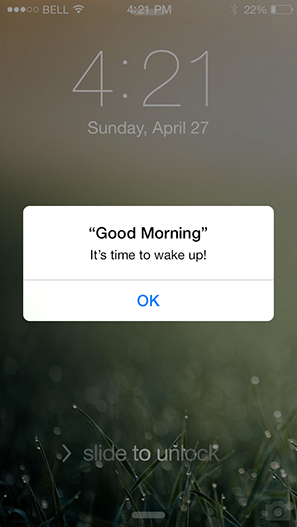 BELL 4:21 PM 22%
4:21
Sunday, April 27
“Good Morning”
It's time to wake up!
OK
slide to unlock